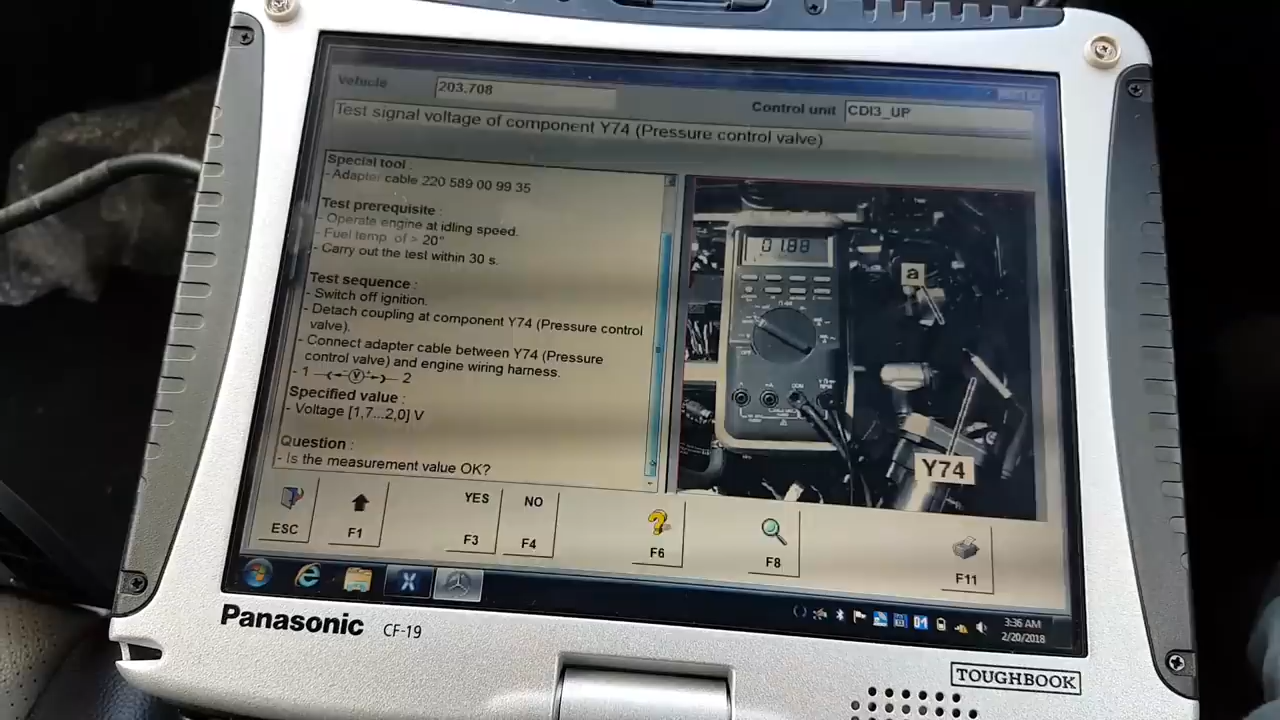 Vehicle
203.708
Control unit
CDI3_UP
Test signal voltage of component Y74 (Pressure control valve)
Special tool :
- Adapter cable 220 589 00 99 35
Test prerequisite :
- Operate engine at idling speed.
- Fuel temp. of > 20°
- Carry out the test within 30 s.
Test sequence :
- Switch off ignition.
- Detach coupling at component Y74 (Pressure control
valve).
- Connect adapter cable between Y74 (Pressure
control valve) and engine wiring harness.
- 1 —(←(V)→)— 2
Specified value :
- Voltage [1,7...2,0] V
Question :
- Is the measurement value OK?
01.88
a
Y74
ESC
F1
YES
F3
NO
F4
F6
F8
F11
3:36 AM
2/20/2018
Panasonic
CF-19
TOUGHBOOK